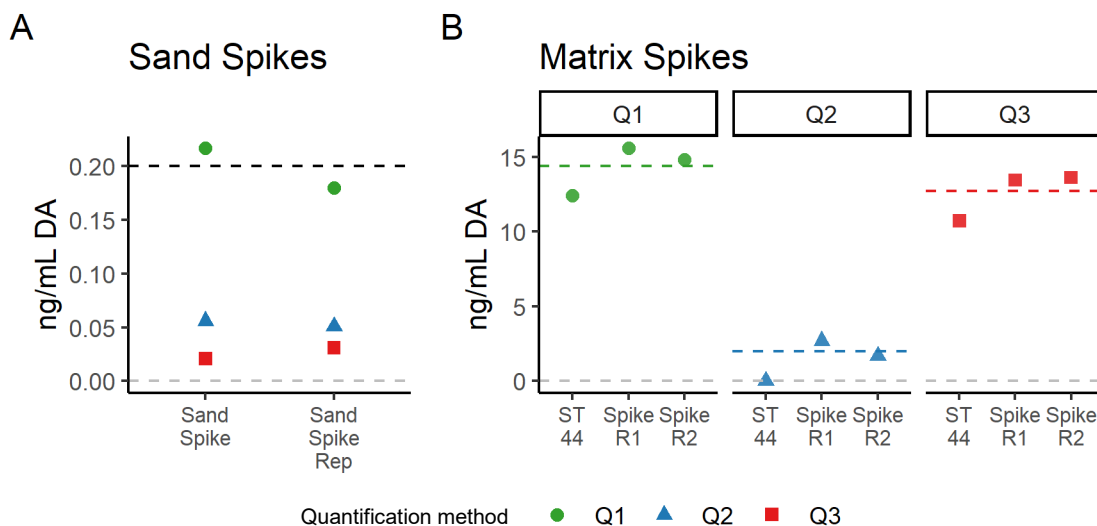 A
Sand Spikes
ng/mL DA
0.20
0.15
0.10
0.05
0.00
Sand
Spike
Sand
Spike
Rep
B
Matrix Spikes
Q1
Q2
Q3
ng/mL DA
15
10
5
0
ST
44
Spike
R1
Spike
R2
ST
44
Spike
R1
Spike
R2
ST
44
Spike
R1
Spike
R2
Quantification method Q1 Q2 Q3